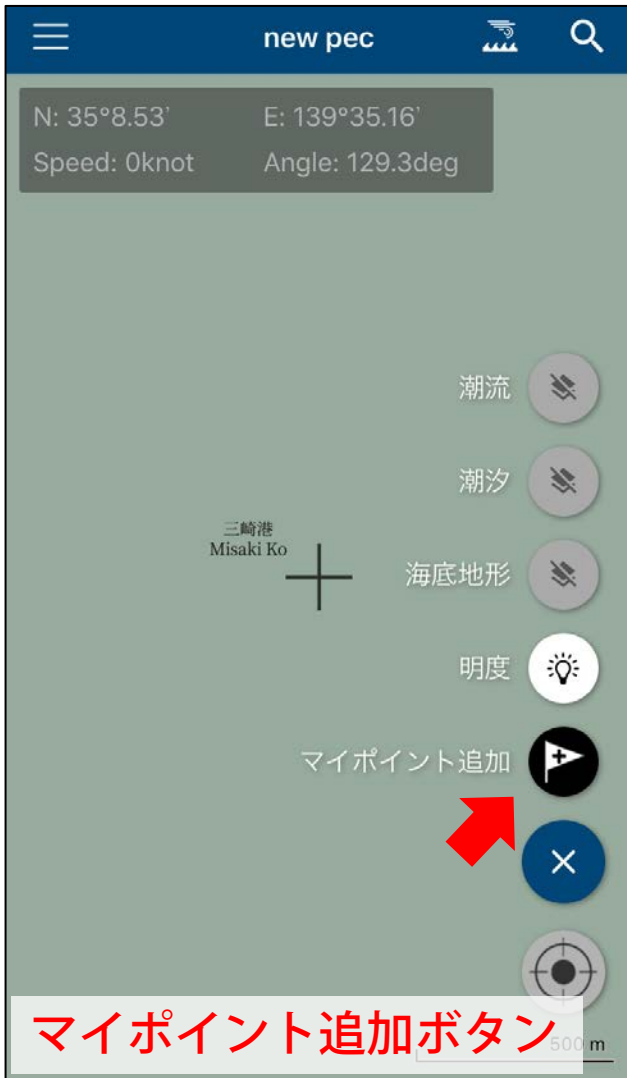 new pec
N: 35°8.53’ E: 139°35.16’
Speed: 0knot Angle: 129.3deg
潮流
潮汐
三崎港
Misaki Ko
海底地形
明度
マイポイント追加
マイポイント追加ボタン
500 m